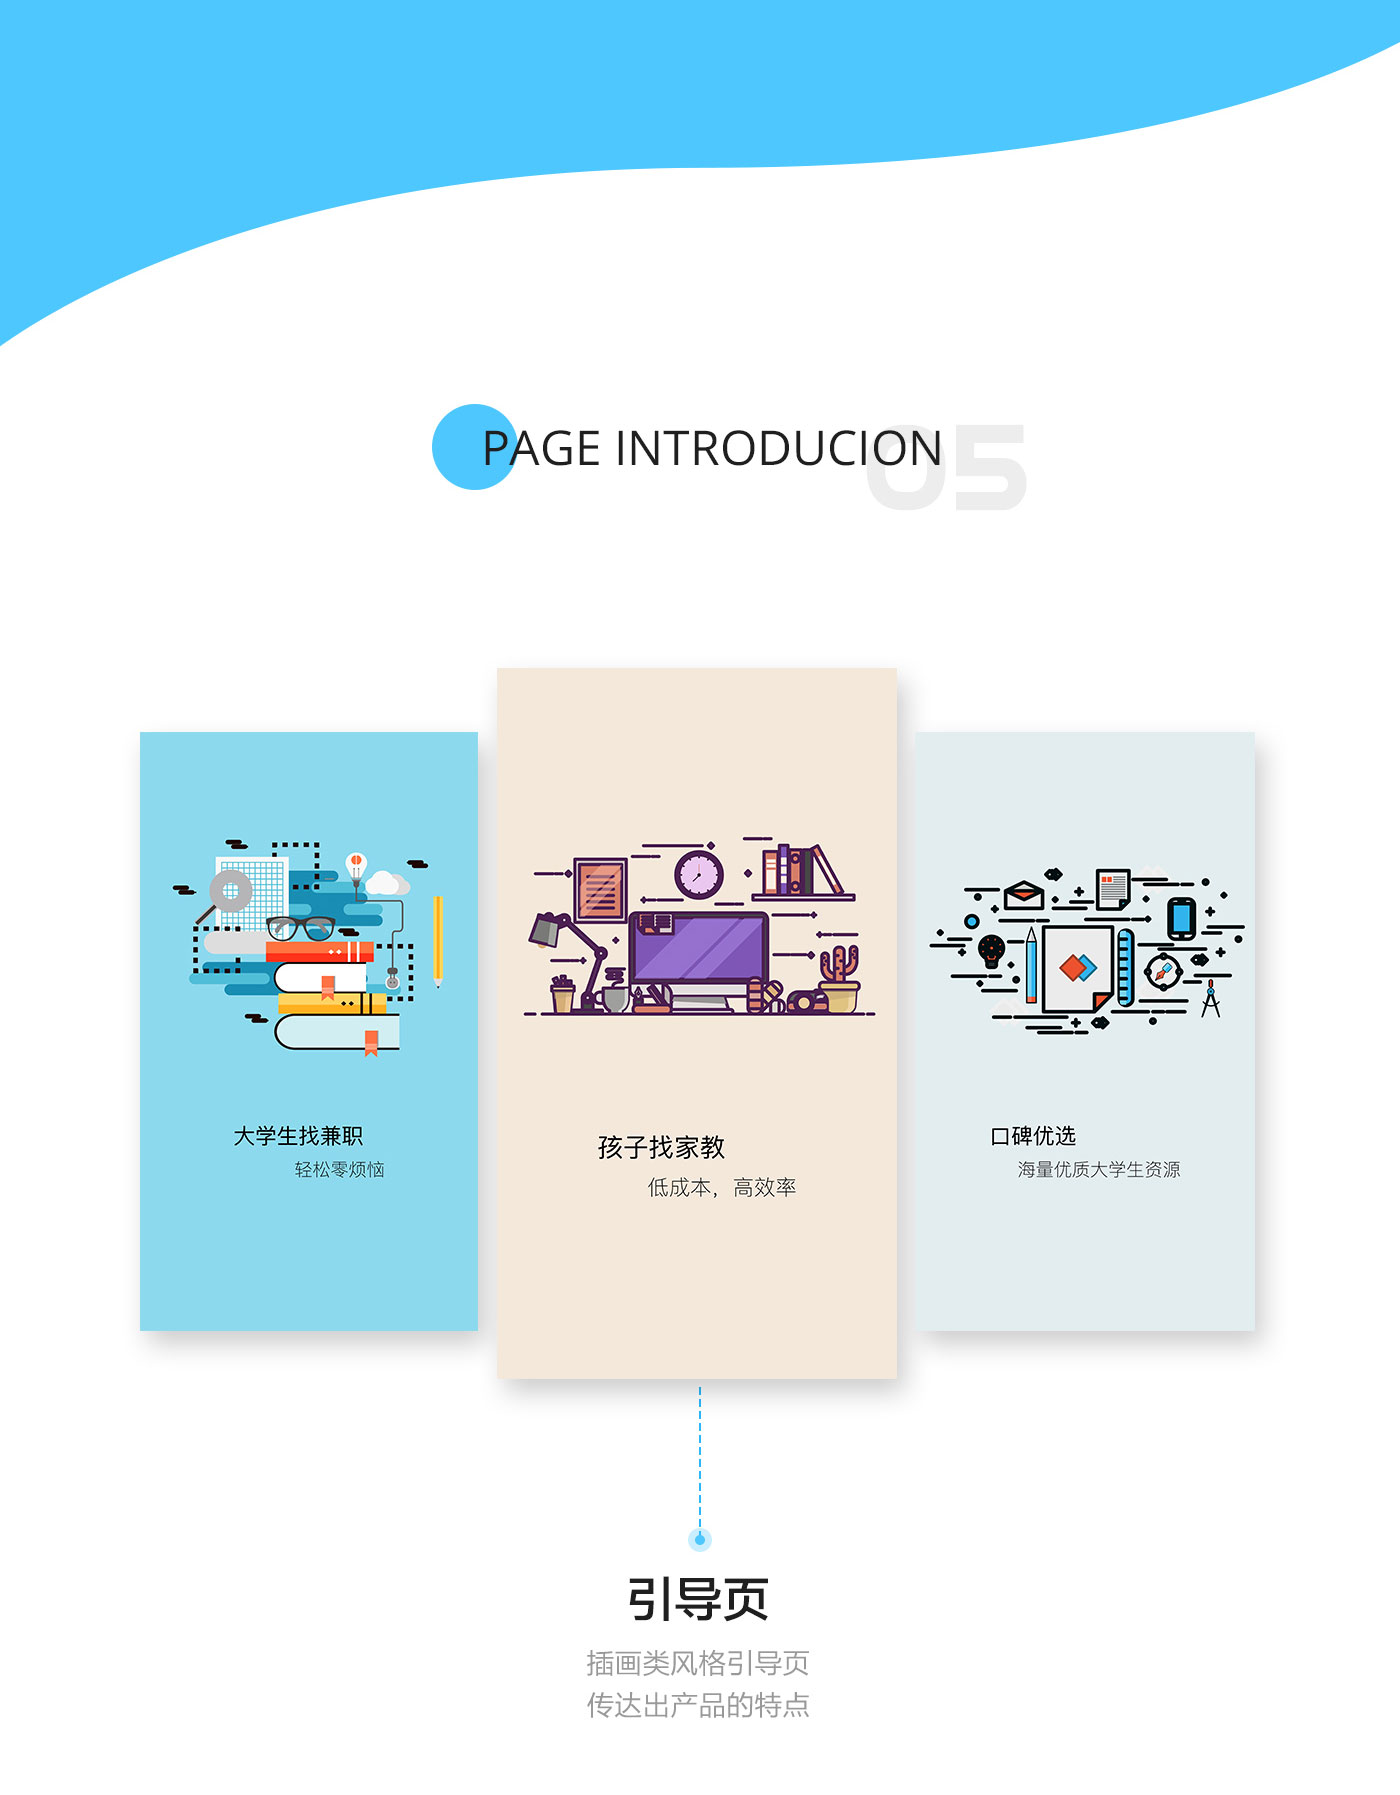 PAGE INTRODUCION
05
大学生找兼职
轻松零烦恼
孩子找家教
低成本，高效率
口碑优选
海量优质大学生资源
引导页
插画类风格引导页
传达出产品的特点